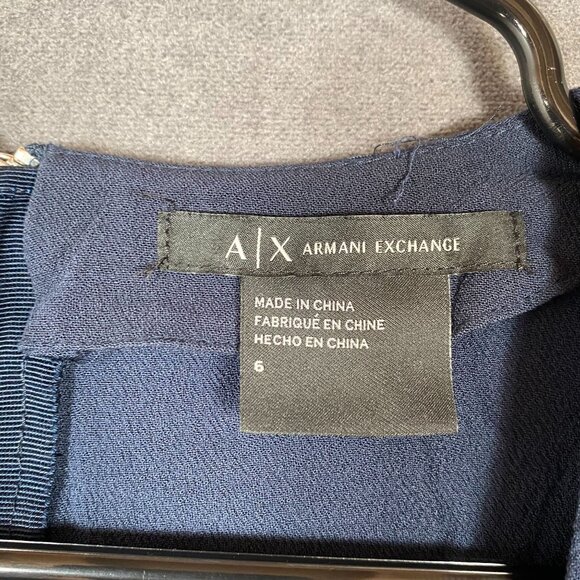 A|X ARMANI EXCHANGE
MADE IN CHINA
FABRIQUÉ EN CHINE
HECHO EN CHINA
6